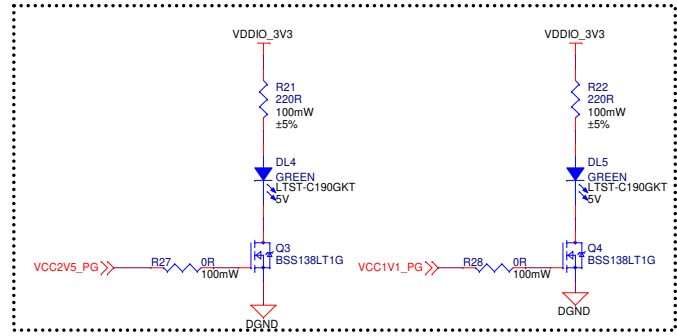 VDDIO_3V3
R21
220R
100mW
±5%
DL4
GREEN
LTST-C190GKT
5V
Q3
BSS138LT1G
VCC2V5_PG
R27
0R
100mW
DGND
VDDIO_3V3
R22
220R
100mW
±5%
DL5
GREEN
LTST-C190GKT
5V
Q4
BSS138LT1G
VCC1V1_PG
R28
0R
100mW
DGND